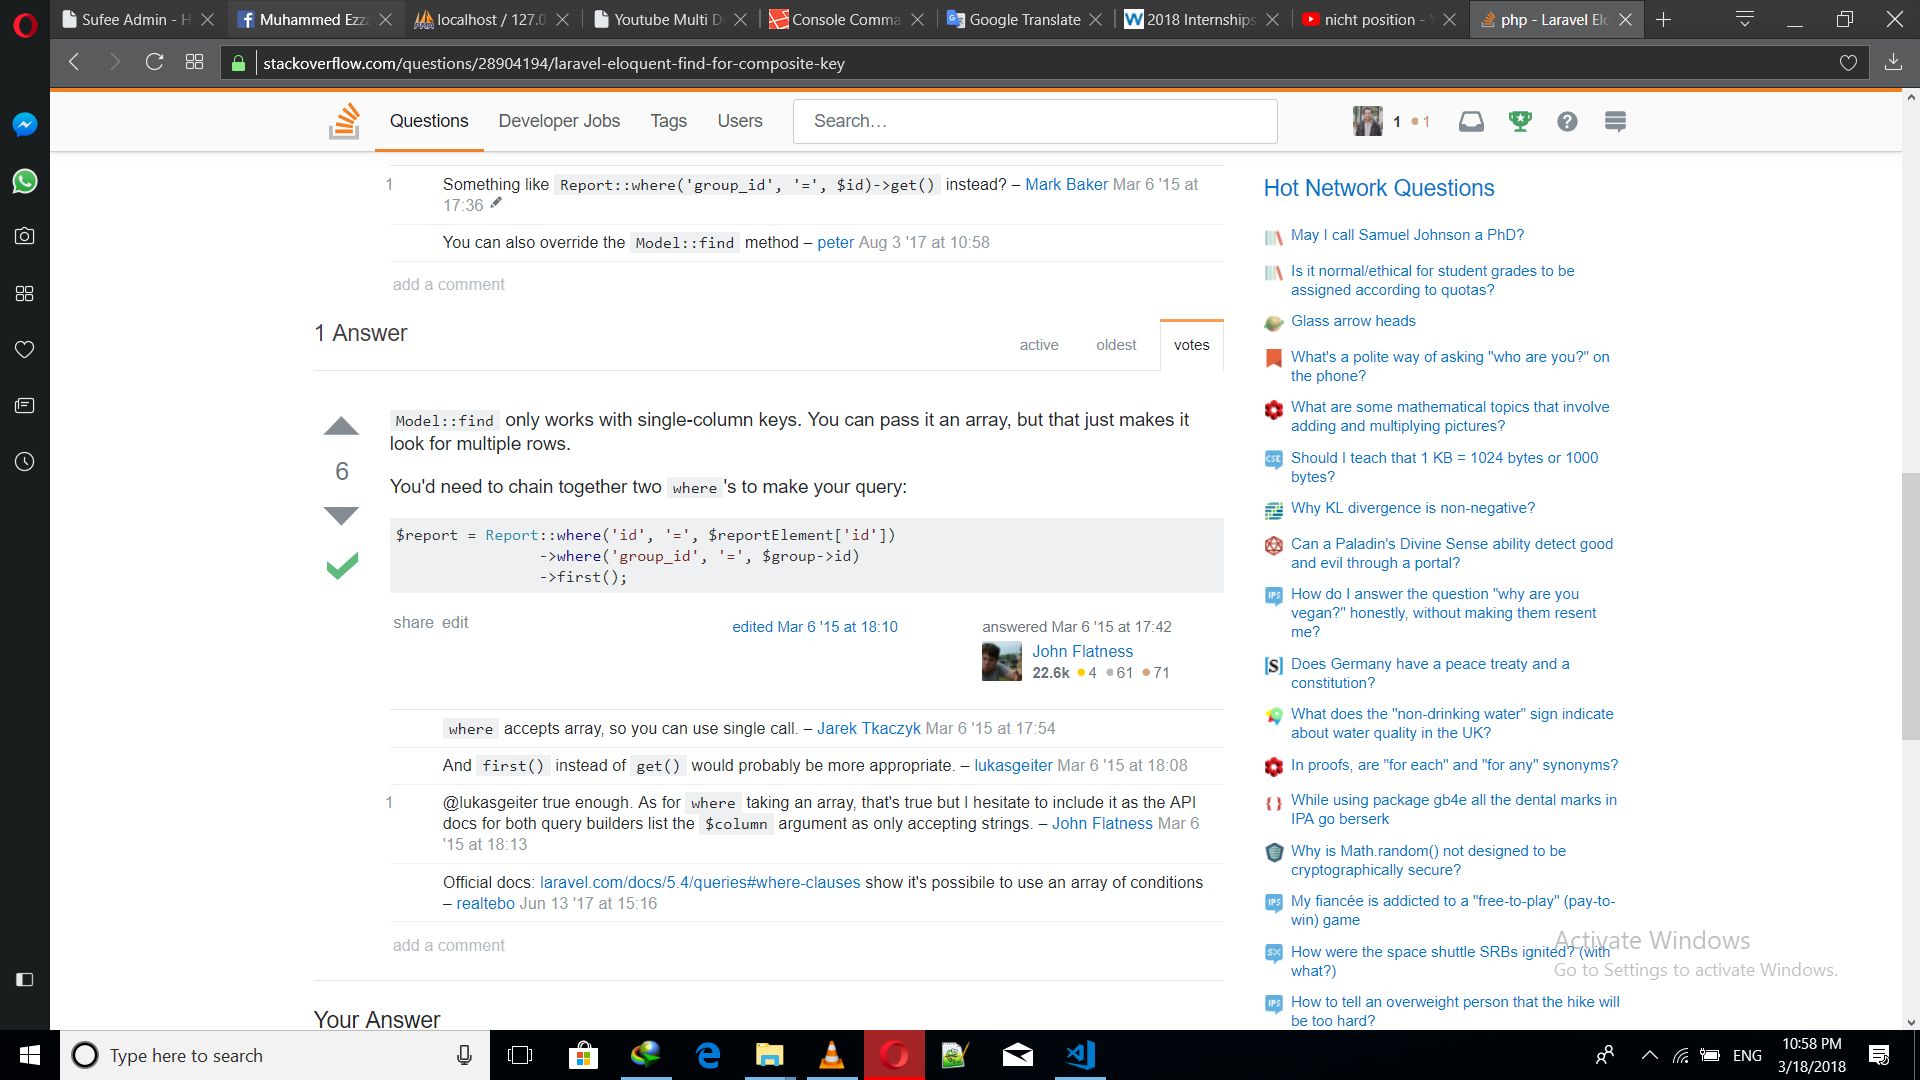 Sufee Admin - H
Muhammed Ezza
localhost / 127.0
Youtube Multi D
Console Comma
Google Translate
2018 Internships
nicht position -
php - Laravel Elo
stackoverflow.com/questions/28904194/laravel-eloquent-find-for-composite-key
Questions
Developer Jobs
Tags
Users
Search…
1 ●1
1
Something like Report::where('group_id', '=', $id)->get() instead? – Mark Baker Mar 6 '15 at
17:36
You can also override the Model::find method – peter Aug 3 '17 at 10:58
add a comment
1 Answer
active
oldest
votes
6
Model::find only works with single-column keys. You can pass it an array, but that just makes it
look for multiple rows.
You'd need to chain together two where 's to make your query:
$report = Report::where('id', '=', $reportElement['id'])
->where('group_id', '=', $group->id)
->first();
share edit
edited Mar 6 '15 at 18:10
answered Mar 6 '15 at 17:42
John Flatness
22.6k ●4 ●61 ●71
where accepts array, so you can use single call. – Jarek Tkaczyk Mar 6 '15 at 17:54
And first() instead of get() would probably be more appropriate. – lukasgeiter Mar 6 '15 at 18:08
1
@lukasgeiter true enough. As for where taking an array, that's true but I hesitate to include it as the API
docs for both query builders list the $column argument as only accepting strings. – John Flatness Mar 6
'15 at 18:13
Official docs: laravel.com/docs/5.4/queries#where-clauses show it's possibile to use an array of conditions
– realtebo Jun 13 '17 at 15:16
add a comment
Your Answer
Hot Network Questions
May I call Samuel Johnson a PhD?
Is it normal/ethical for student grades to be
assigned according to quotas?
Glass arrow heads
What's a polite way of asking "who are you?" on
the phone?
What are some mathematical topics that involve
adding and multiplying pictures?
CSE
Should I teach that 1 KB = 1024 bytes or 1000
bytes?
Why KL divergence is non-negative?
Can a Paladin's Divine Sense ability detect good
and evil through a portal?
IPS
How do I answer the question "why are you
vegan?" honestly, without making them resent
me?
[S]
Does Germany have a peace treaty and a
constitution?
What does the "non-drinking water" sign indicate
about water quality in the UK?
In proofs, are "for each" and "for any" synonyms?
While using package gb4e all the dental marks in
IPA go berserk
Why is Math.random() not designed to be
cryptographically secure?
IPS
My fiancée is addicted to a "free-to-play" (pay-to-
win) game
SX
How were the space shuttle SRBs ignited? (with
what?)
IPS
How to tell an overweight person that the hike will
be too hard?
Activate Windows
Go to Settings to activate Windows.
Type here to search
ENG
10:58 PM
3/18/2018